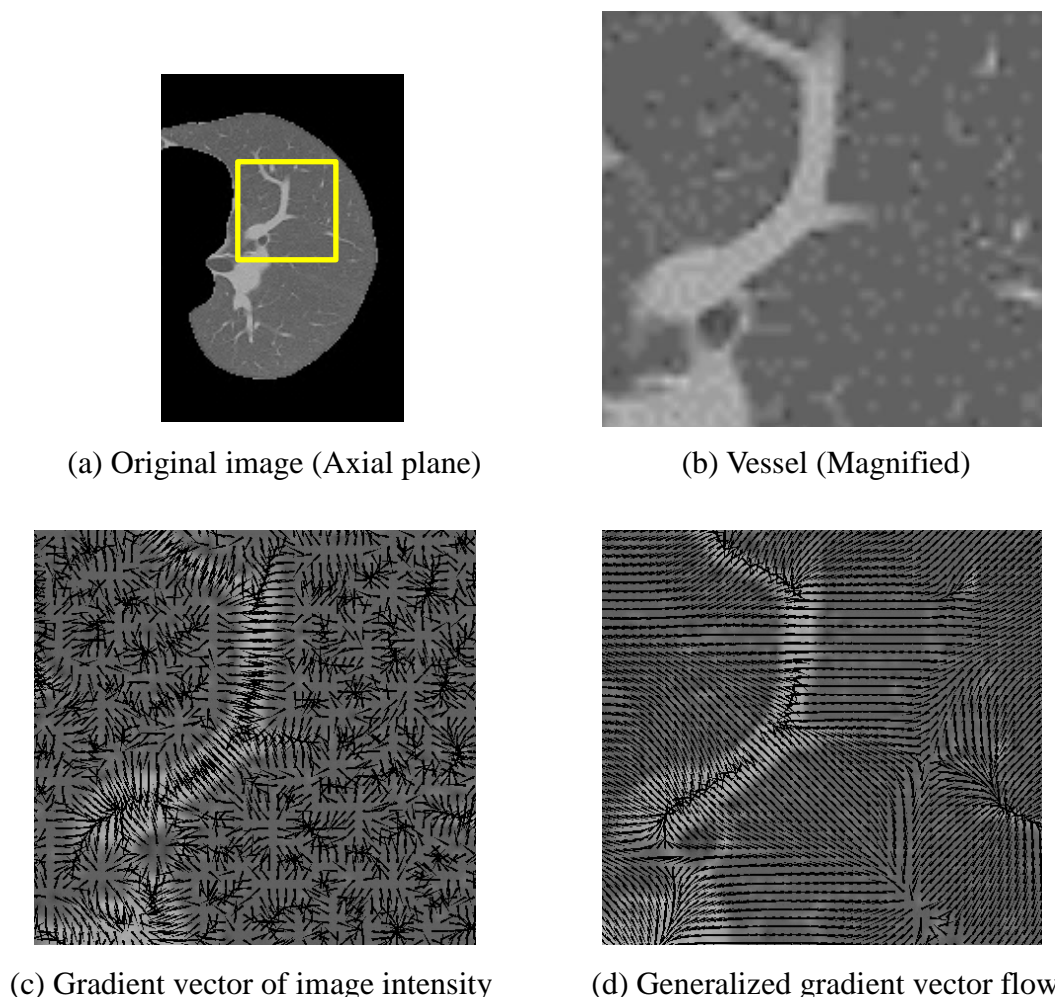 (a) Original image (Axial plane)
(b) Vessel (Magnified)
(c) Gradient vector of image intensity
(d) Generalized gradient vector flow